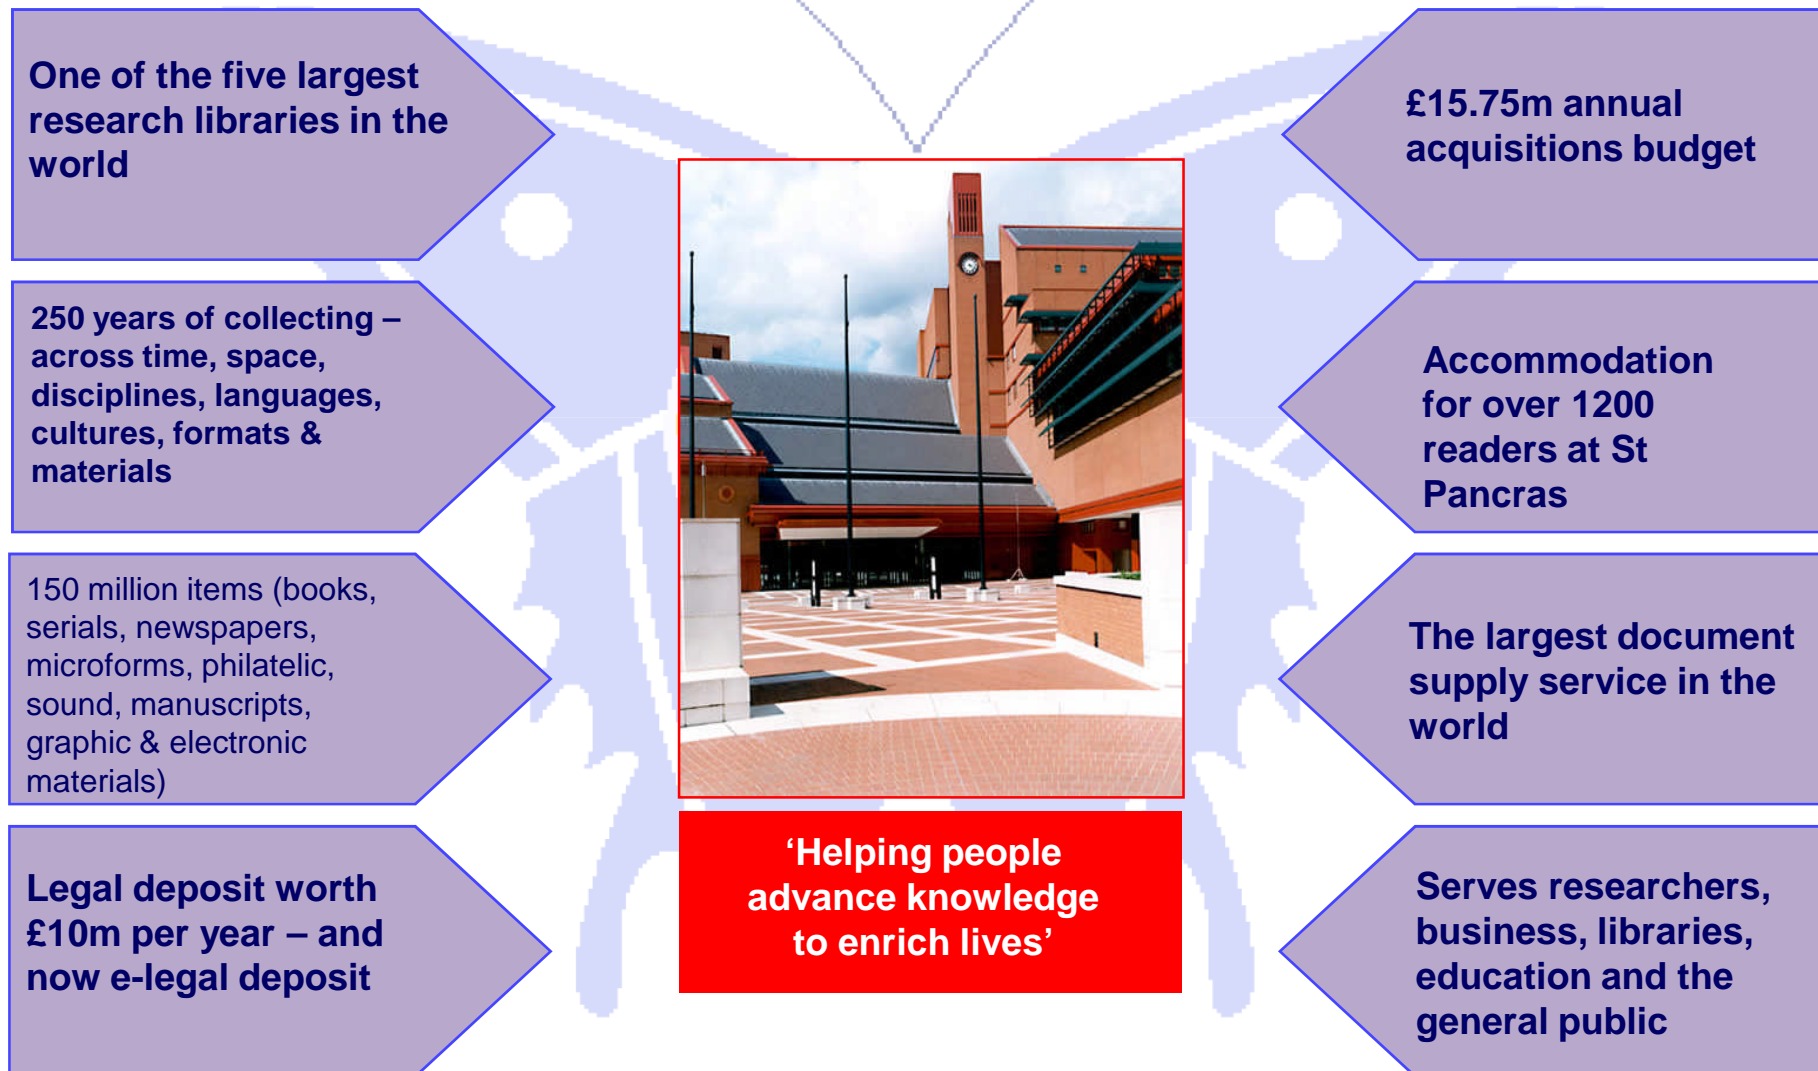 One of the five largest
research libraries in the
world
250 years of collecting –
across time, space,
disciplines, languages,
cultures, formats &
materials
150 million items (books,
serials, newspapers,
microforms, philatelic,
sound, manuscripts,
graphic & electronic
materials)
Legal deposit worth
£10m per year – and
now e-legal deposit
‘Helping people
advance knowledge
to enrich lives’
£15.75m annual
acquisitions budget
Accommodation
for over 1200
readers at St
Pancras
The largest document
supply service in the
world
Serves researchers,
business, libraries,
education and the
general public